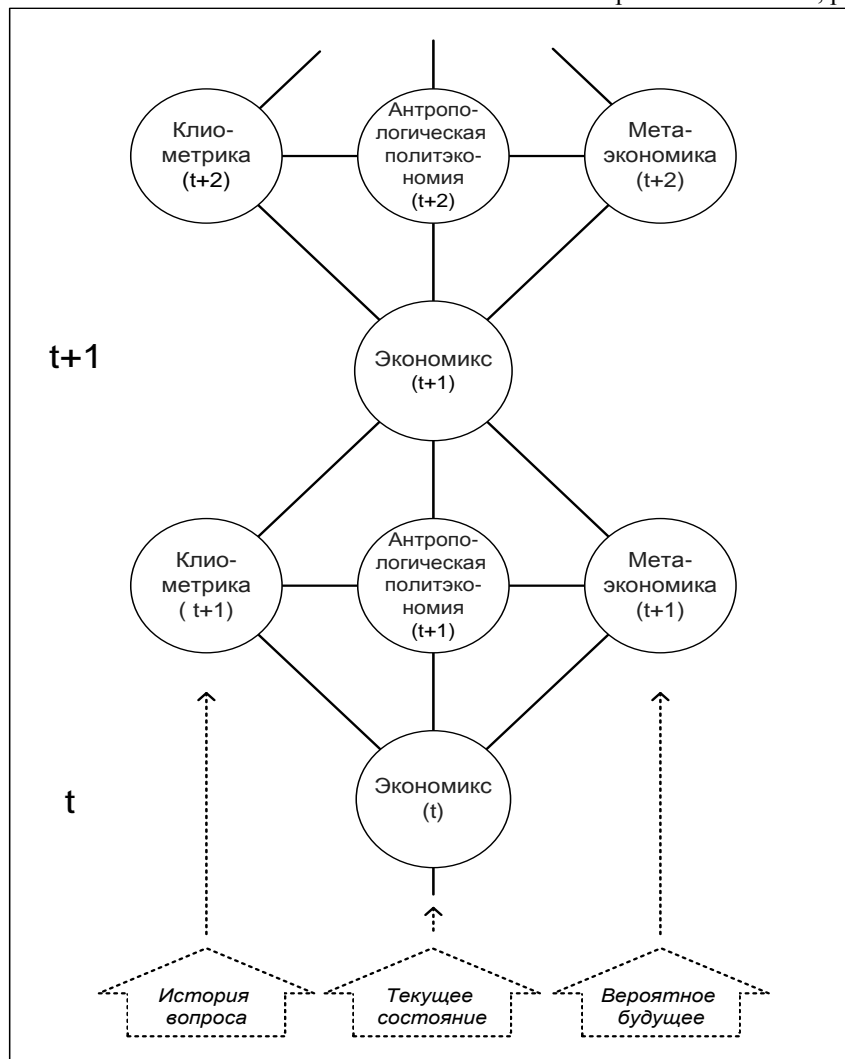 Клио-
метрика
(t+2)
Антропо-
логическая
политэко-
номия
(t+2)
Мета-
экономика
(t+2)
t+1
Экономикс
(t+1)
Клио-
метрика
( t+1)
Антропо-
логическая
политэко-
номия
(t+1)
Мета-
экономика
(t+1)
t
Экономикс
(t)
История
вопроса
Текущее
состояние
Вероятное
будущее